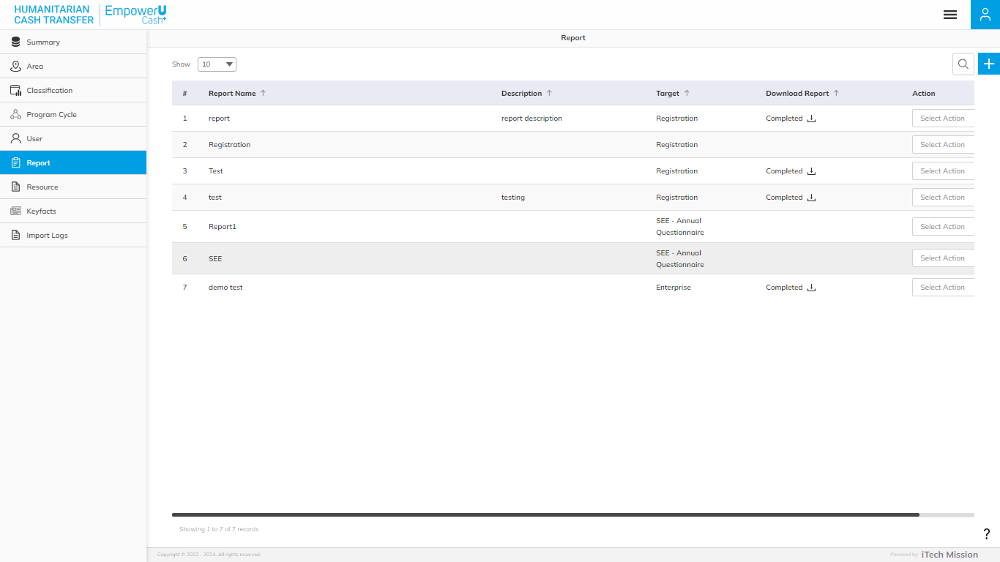 HUMANITARIAN
CASH TRANSFER
EmpowerU
Cash+
Summary
Area
Classification
Program Cycle
User
Report
Resource
Keyfacts
Import Logs
Report
Show 10
# Report Name Description Target Download Report Action
1 report report description Registration Completed Select Action
2 Registration Registration Select Action
3 Test Registration Completed Select Action
4 test testing Registration Completed Select Action
5 Report1 SEE - Annual Questionnaire Select Action
6 SEE SEE - Annual Questionnaire Select Action
7 demo test Enterprise Completed Select Action
Showing 1 to 7 of 7 records
?
Copyright © 2022 - 2024. All rights reserved.
Powered by iTech Mission